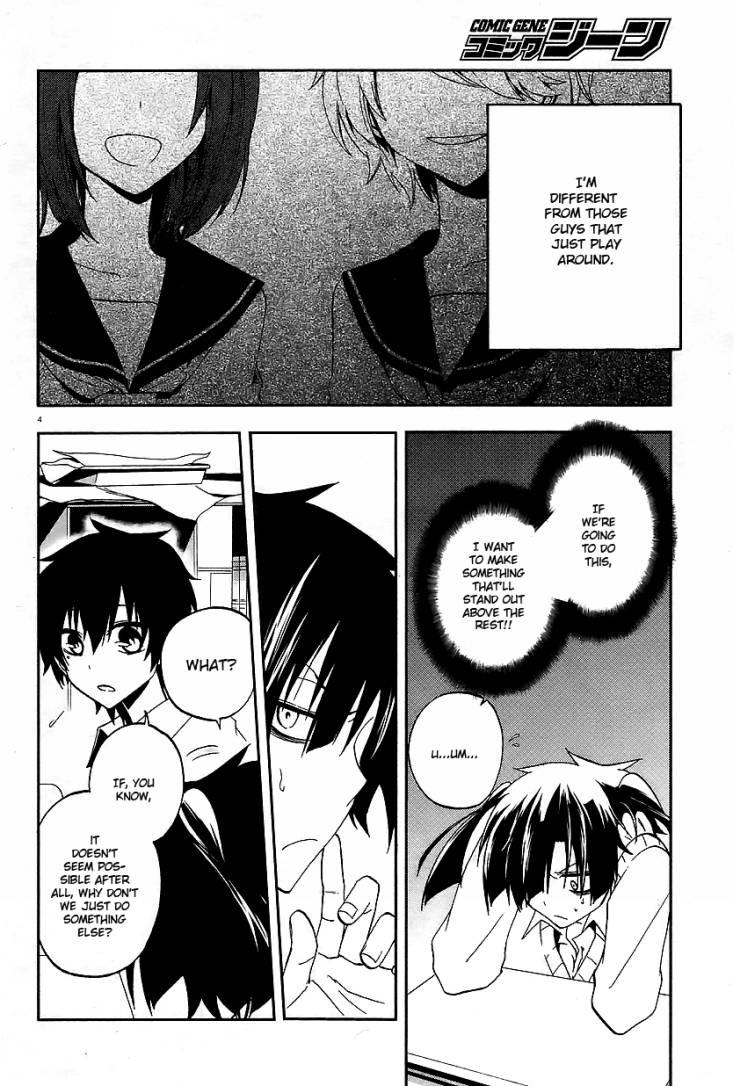 COMIC GENE
コミックジーン
I'M
DIFFERENT
FROM THOSE
GUYS THAT
JUST PLAY
AROUND.
4
IF
WE'RE
GOING
TO DO
THIS,
I WANT
TO MAKE
SOMETHING
THAT'LL
STAND OUT
ABOVE THE
REST!!
U...UM...
WHAT?
IF, YOU
KNOW,
IT
DOESN'T
SEEM POS-
SIBLE AFTER
ALL, WHY DON'T
WE JUST DO
SOMETHING
ELSE?